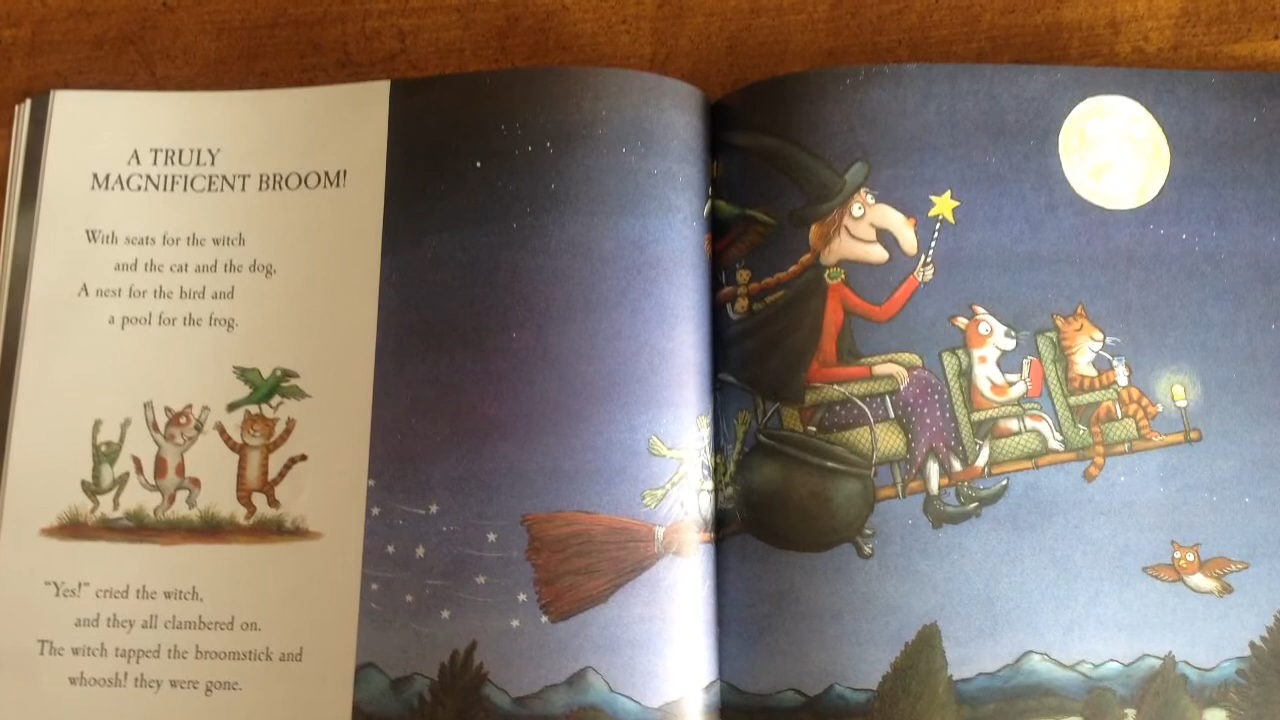 A TRULY
MAGNIFICENT BROOM!
With seats for the witch
and the cat and the dog,
A nest for the bird and
a pool for the frog.
"Yes!" cried the witch,
and they all clambered on.
The witch tapped the broomstick and
whoosh! they were gone.